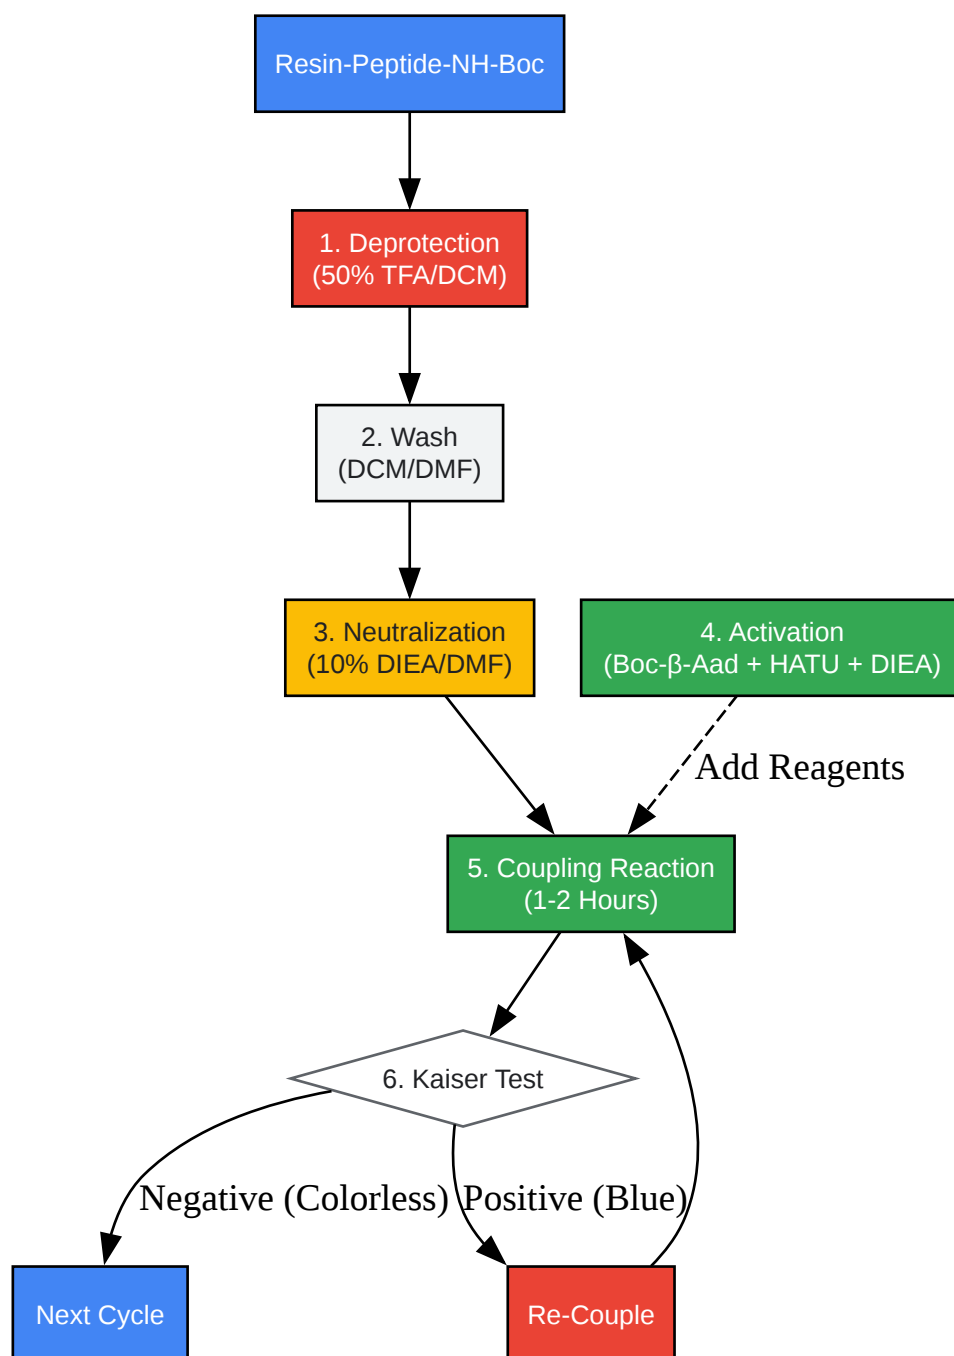 Resin-Peptide-NH-Boc
1. Deprotection
(50% TFA/DCM)
2. Wash
(DCM/DMF)
3. Neutralization
(10% DIEA/DMF)
4. Activation
(Boc-β-Aad + HATU + DIEA)
Add Reagents
5. Coupling Reaction
(1-2 Hours)
6. Kaiser Test
Negative (Colorless)
Positive (Blue)
Next Cycle
Re-Couple